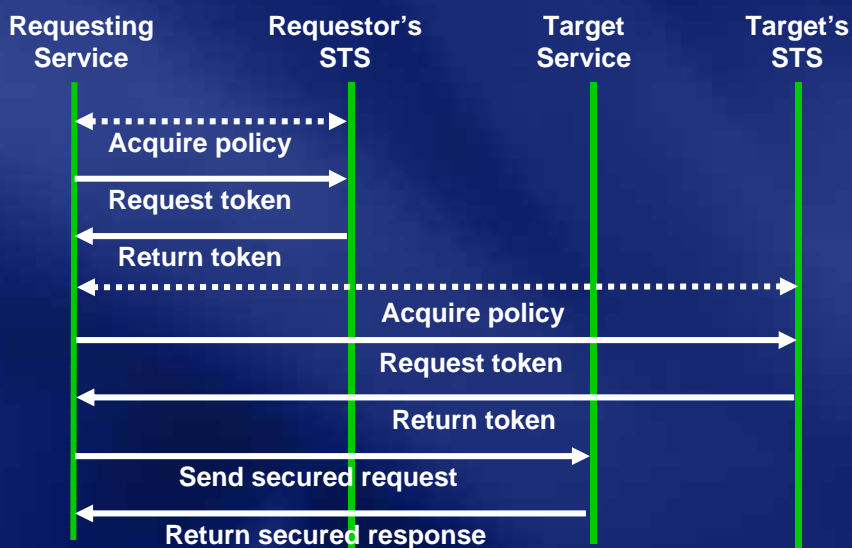 Requesting
Service
Requestor's
STS
Target
Service
Target's
STS
Acquire policy
Request token
Return token
Acquire policy
Request token
Return token
Send secured request
Return secured response